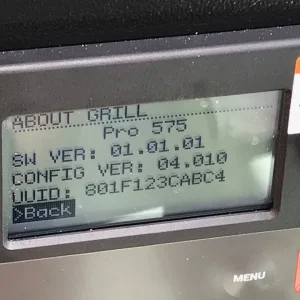 ABOUT GRILL
Pro 575
SW VER: 01.01.01
CONFIG VER: 04.010
UUID: 801F123CABC4
>Back
MENU